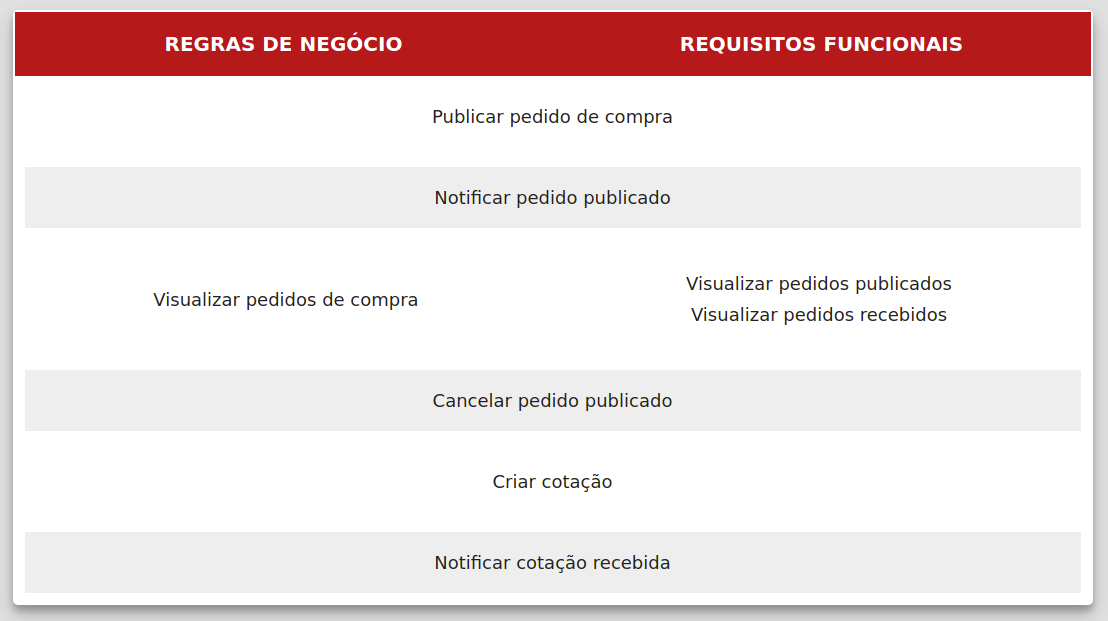 REGRAS DE NEGÓCIO
REQUISITOS FUNCIONAIS
Publicar pedido de compra
Notificar pedido publicado
Visualizar pedidos de compra
Visualizar pedidos publicados
Visualizar pedidos recebidos
Cancelar pedido publicado
Criar cotação
Notificar cotação recebida